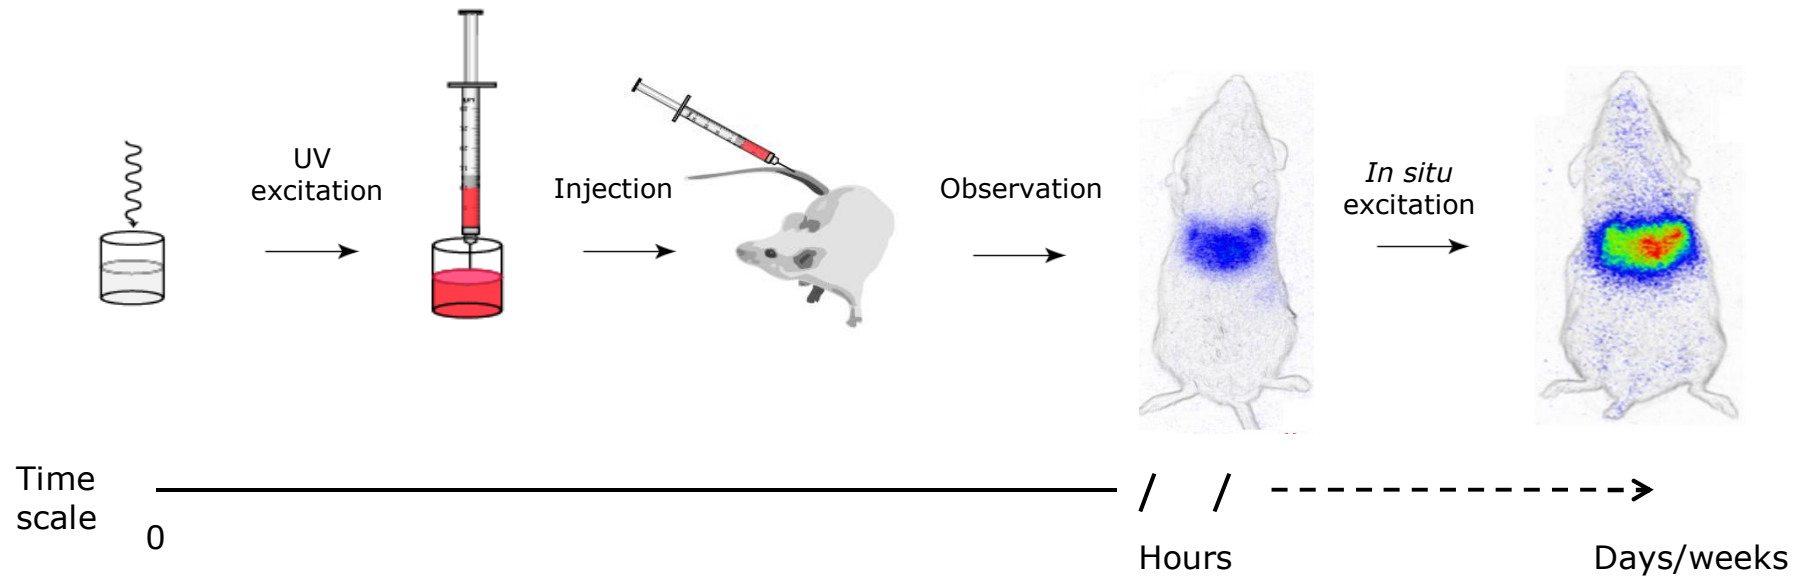 UV
excitation
Injection
Observation
In situ
excitation
Time
scale
0
Hours
Days/weeks